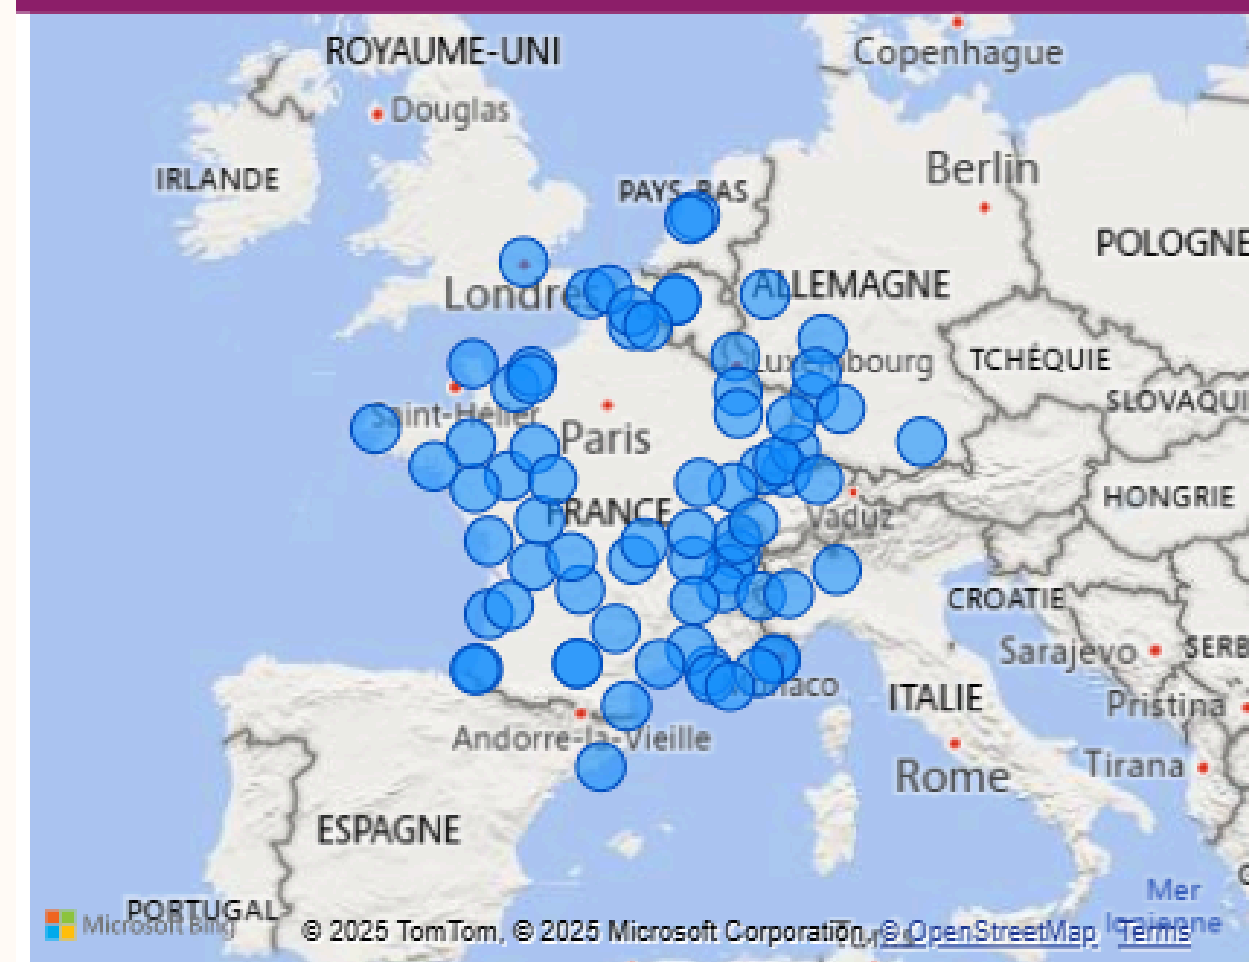 ROYAUME-UNI
Copenhague
Douglas
IRLANDE
Berlin
PAYS-BAS
POLOGNE
Londres
ALLEMAGNE
Luxembourg
TCHÉQUIE
Saint-Hélier
SLOVAQUI
Paris
FRANCE
HONGRIE
Vaduz
CROATIE
Sarajevo
SERB
Monaco
ITALIE
Pristina
Andorre-la-Vieille
Tirana
Rome
ESPAGNE
Mer
Ionienne
PORTUGAL
Microsoft Bing
© 2025 TomTom, © 2025 Microsoft Corporation, © OpenStreetMap Terms